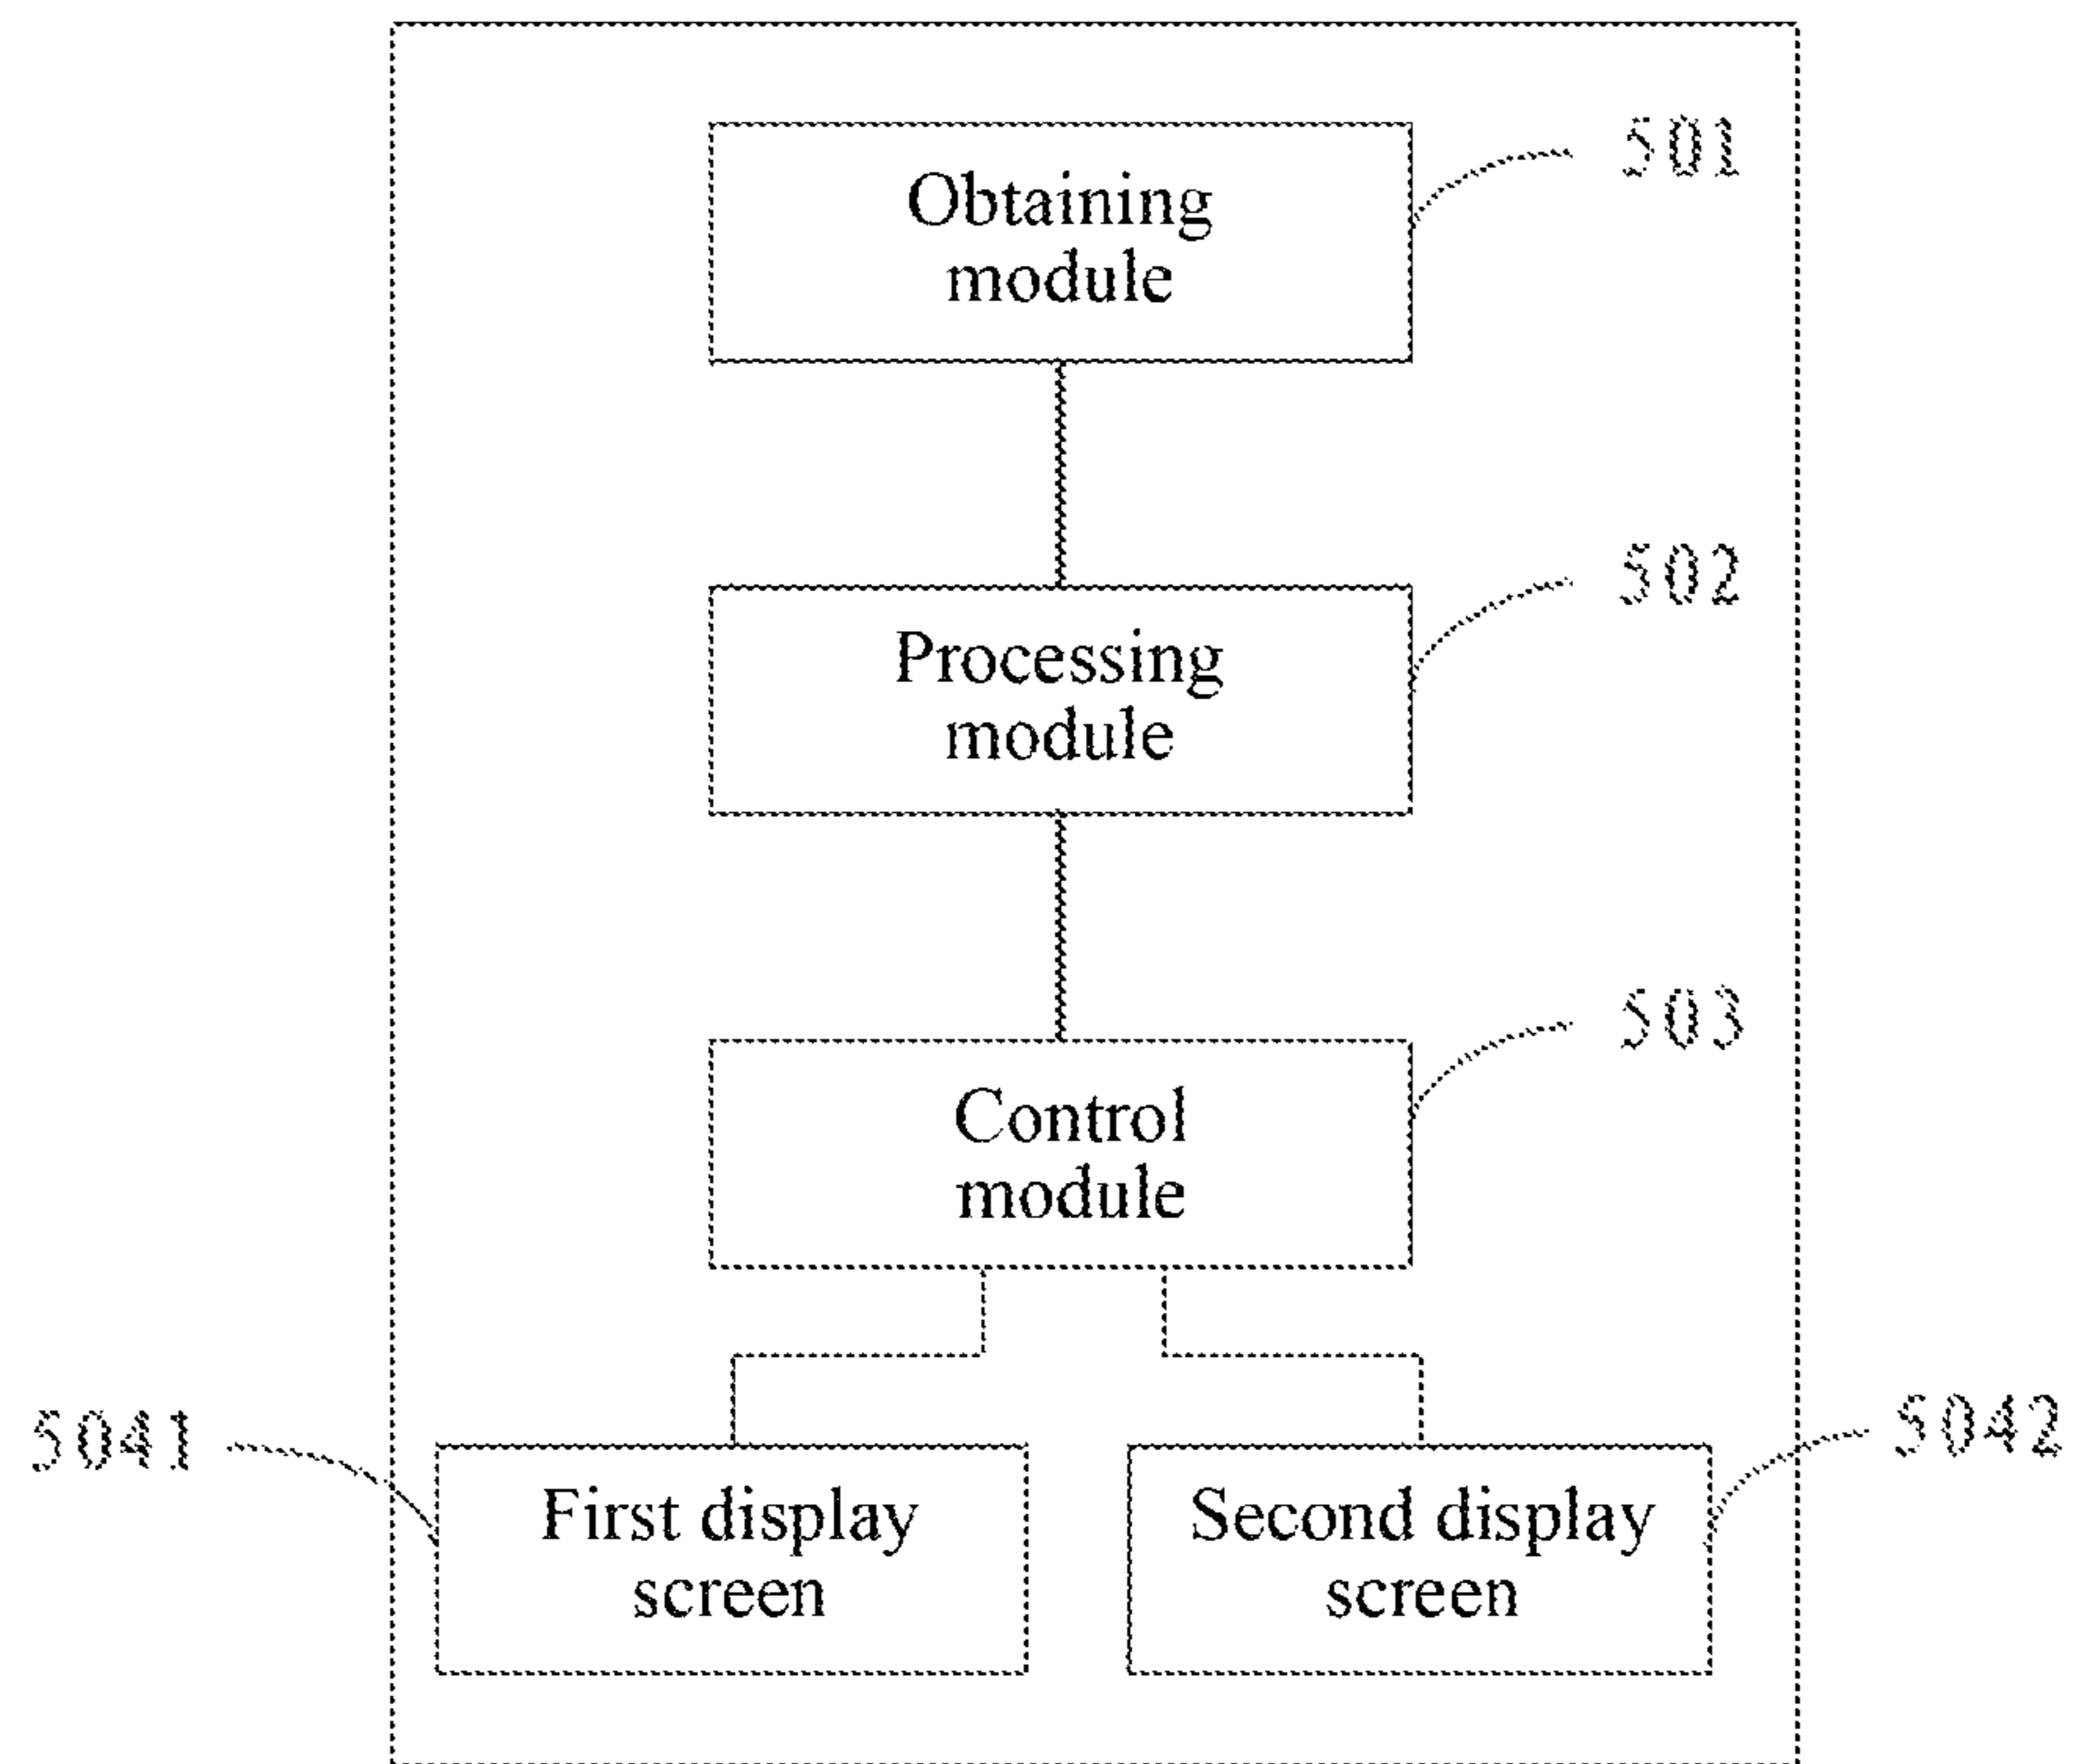 Obtaining
module
501
Processing
module
502
Control
module
503
5041
First display
screen
Second display
screen
5042